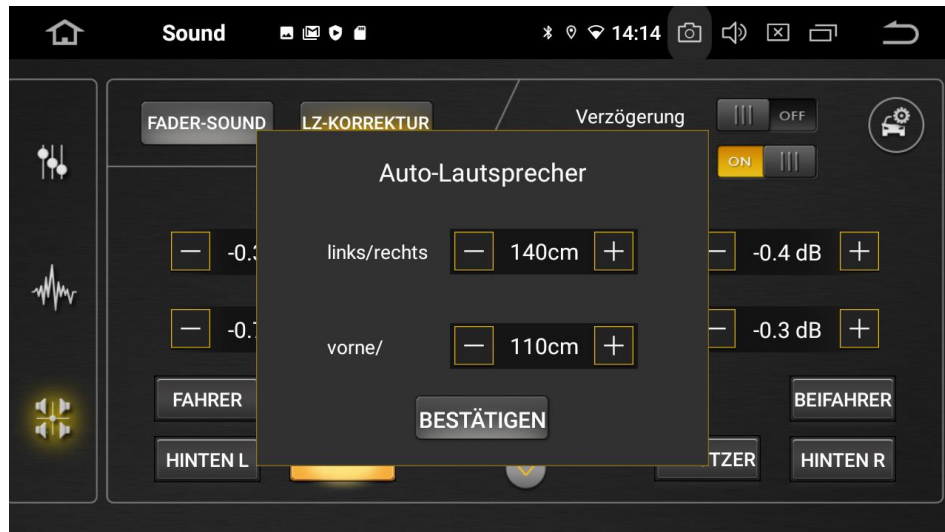 Sound
14:14
FADER-SOUND
LZ-KORREKTUR
Verzögerung
OFF
ON
Auto-Lautsprecher
links/rechts
140cm
-0.4 dB
vorne/
110cm
-0.3 dB
BESTÄTIGEN
FAHRER
BEIFAHRER
HINTEN L
TZER
HINTEN R